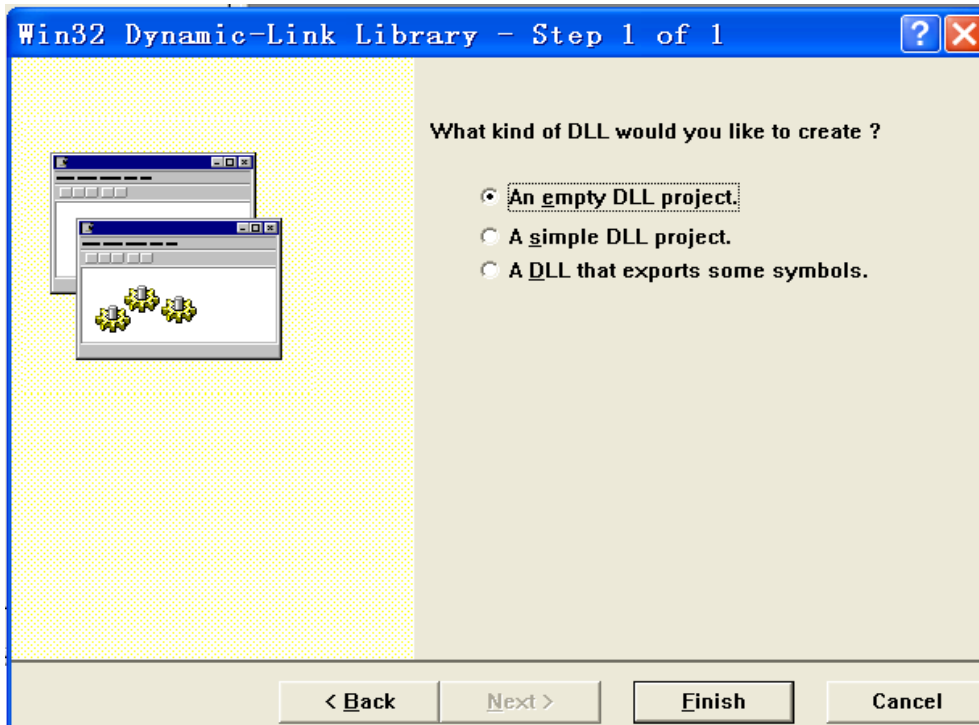 Win32 Dynamic-Link Library - Step 1 of 1
What kind of DLL would you like to create ?
An empty DLL project.
A simple DLL project.
A DLL that exports some symbols.
< Back
Next >
Finish
Cancel